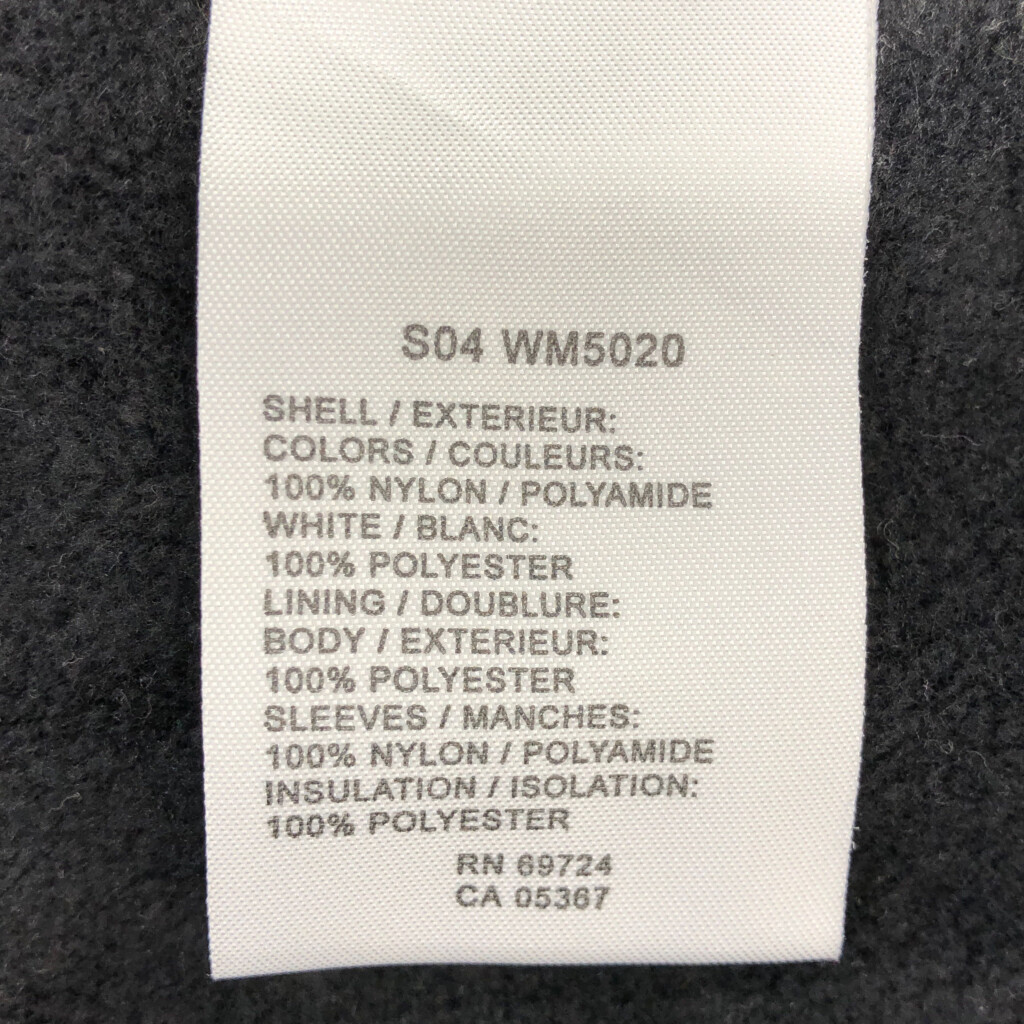 S04 WM5020
SHELL / EXTERIEUR:
COLORS / COULEURS:
100% NYLON / POLYAMIDE
WHITE / BLANC:
100% POLYESTER
LINING / DOUBLURE:
BODY / EXTERIEUR:
100% POLYESTER
SLEEVES / MANCHES:
100% NYLON / POLYAMIDE
INSULATION / ISOLATION:
100% POLYESTER
RN 69724
CA 05367